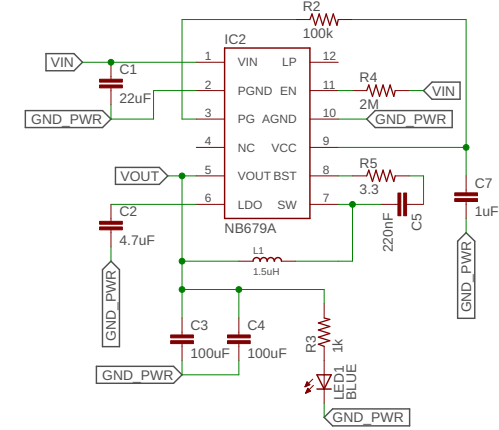 R2
100k
IC2
VIN
C1
22uF
GND_PWR
1 VIN LP 12
2 PGND EN 11
3 PG AGND 10
4 NC VCC 9
5 VOUT BST 8
6 LDO SW 7
NB679A
R4
2M
VIN
GND_PWR
VOUT
R5
3.3
C5
220nF
C7
1uF
GND_PWR
C2
4.7uF
GND_PWR
L1
1.5uH
C3
100uF
C4
100uF
GND_PWR
R3
1k
LED1
BLUE
GND_PWR